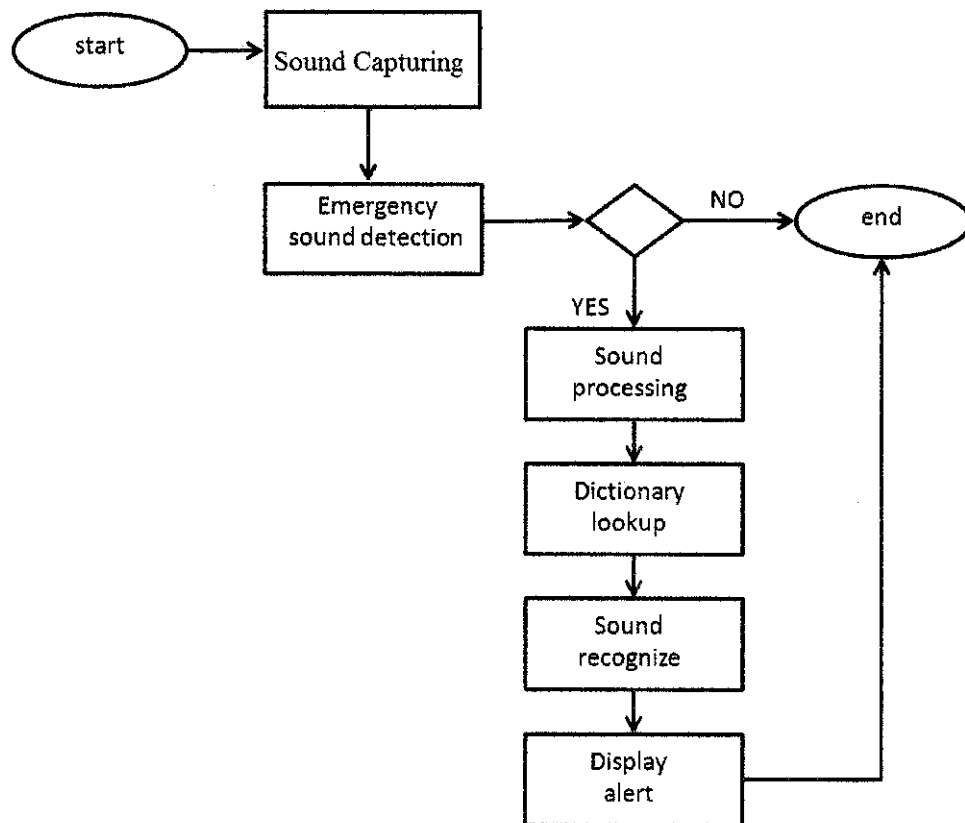 start
Sound Capturing
Emergency
sound detection
NO
end
YES
Sound
processing
Dictionary
lookup
Sound
recognize
Display
alert